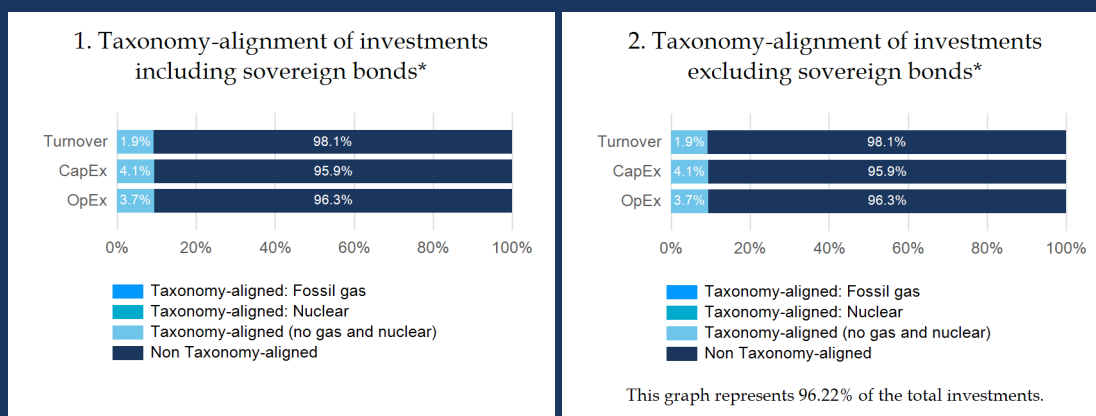 1. Taxonomy-alignment of investments
including sovereign bonds*
Turnover 1.9% 98.1%
CapEx 4.1% 95.9%
OpEx 3.7% 96.3%
0% 20% 40% 60% 80% 100%
Taxonomy-aligned: Fossil gas
Taxonomy-aligned: Nuclear
Taxonomy-aligned (no gas and nuclear)
Non Taxonomy-aligned
2. Taxonomy-alignment of investments
excluding sovereign bonds*
Turnover 1.9% 98.1%
CapEx 4.1% 95.9%
OpEx 3.7% 96.3%
0% 20% 40% 60% 80% 100%
Taxonomy-aligned: Fossil gas
Taxonomy-aligned: Nuclear
Taxonomy-aligned (no gas and nuclear)
Non Taxonomy-aligned
This graph represents 96.22% of the total investments.